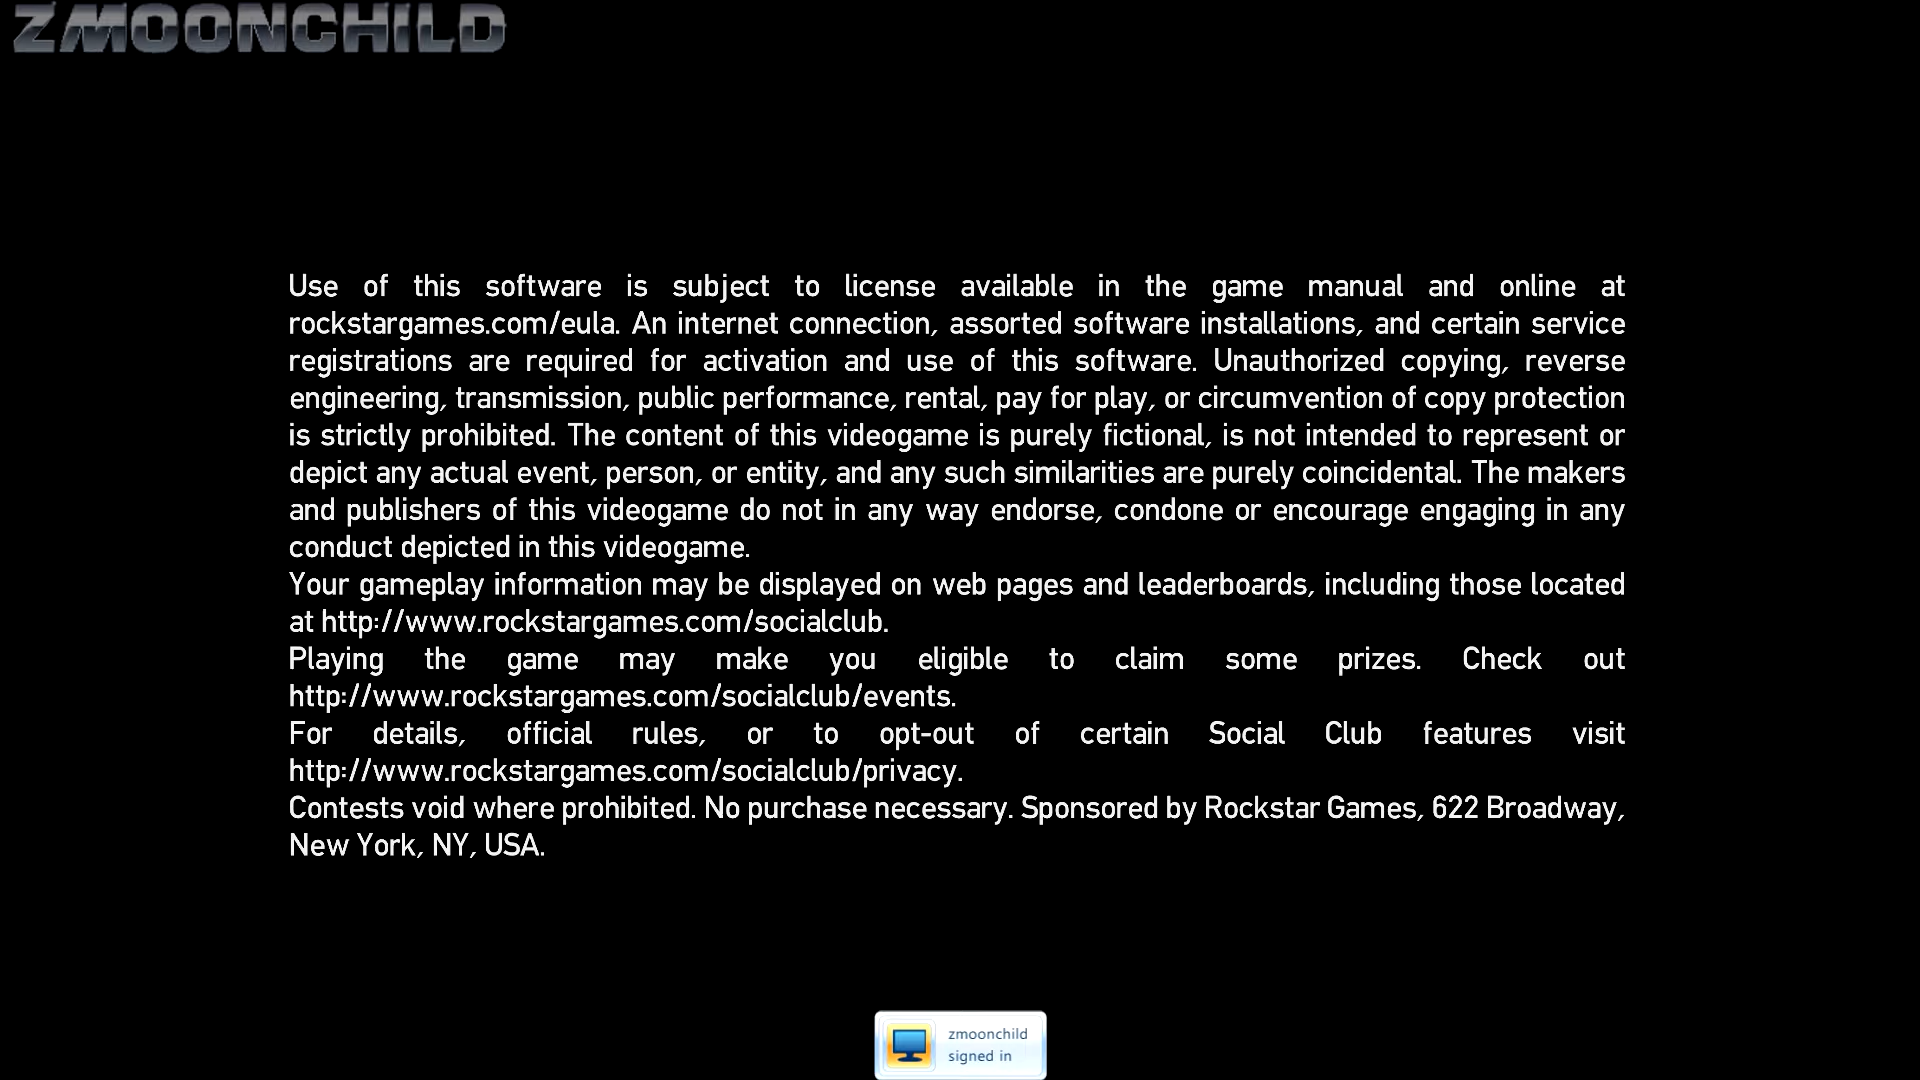 ZMOONCHILD
Use of this software is subject to license available in the game manual and online at
rockstargames.com/eula. An internet connection, assorted software installations, and certain service
registrations are required for activation and use of this software. Unauthorized copying, reverse
engineering, transmission, public performance, rental, pay for play, or circumvention of copy protection
is strictly prohibited. The content of this videogame is purely fictional, is not intended to represent or
depict any actual event, person, or entity, and any such similarities are purely coincidental. The makers
and publishers of this videogame do not in any way endorse, condone or encourage engaging in any
conduct depicted in this videogame.
Your gameplay information may be displayed on web pages and leaderboards, including those located
at http://www.rockstargames.com/socialclub.
Playing the game may make you eligible to claim some prizes. Check out
http://www.rockstargames.com/socialclub/events.
For details, official rules, or to opt-out of certain Social Club features visit
http://www.rockstargames.com/socialclub/privacy.
Contests void where prohibited. No purchase necessary. Sponsored by Rockstar Games, 622 Broadway,
New York, NY, USA.
zmoonchild
signed in